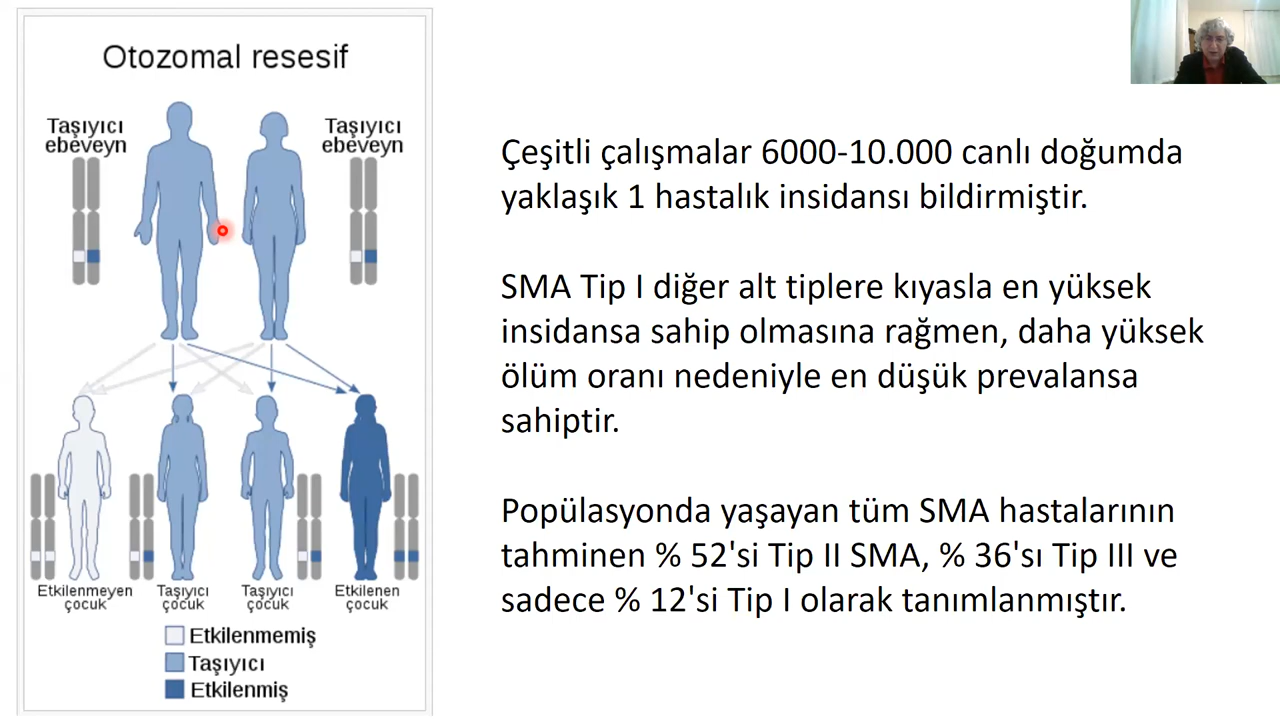 Otozomal resesif
Taşıyıcı
ebeveyn
Taşıyıcı
ebeveyn
Etkilenmeyen
çocuk
Taşıyıcı
çocuk
Taşıyıcı
çocuk
Etkilenen
çocuk
Etkilenmemiş
Taşıyıcı
Etkilenmiş
Çeşitli çalışmalar 6000-10.000 canlı doğumda
yaklaşık 1 hastalık insidansı bildirmiştir.
SMA Tip I diğer alt tiplere kıyasla en yüksek
insidansa sahip olmasına rağmen, daha yüksek
ölüm oranı nedeniyle en düşük prevalansa
sahiptir.
Popülasyonda yaşayan tüm SMA hastalarının
tahminen % 52'si Tip II SMA, % 36'sı Tip III ve
sadece % 12'si Tip I olarak tanımlanmıştır.